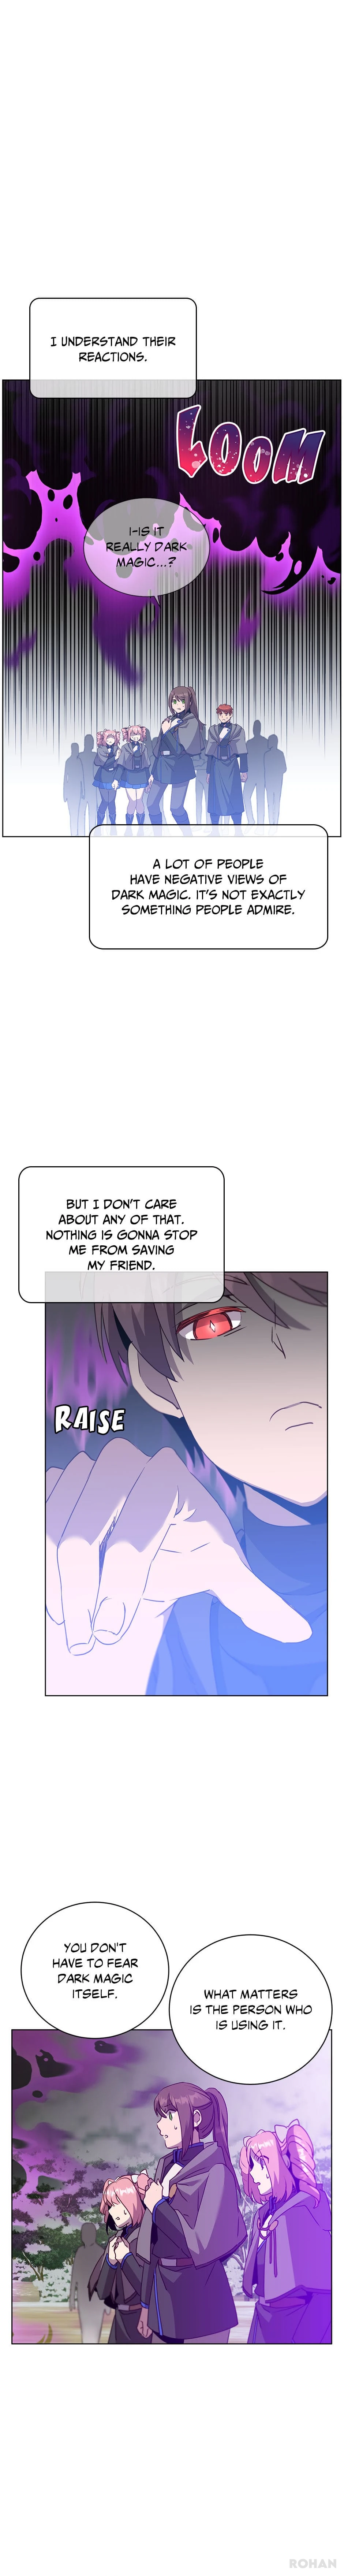 I UNDERSTAND THEIR
REACTIONS.
LOOM
I-IS IT
REALLY DARK
MAGIC...?
A LOT OF PEOPLE
HAVE NEGATIVE VIEWS OF
DARK MAGIC. IT'S NOT EXACTLY
SOMETHING PEOPLE ADMIRE.
BUT I DON'T CARE
ABOUT ANY OF THAT.
NOTHING IS GONNA STOP
ME FROM SAVING
MY FRIEND.
RAISE
YOU DON'T
HAVE TO FEAR
DARK MAGIC
ITSELF.
WHAT MATTERS
IS THE PERSON WHO
IS USING IT.
ROHAN